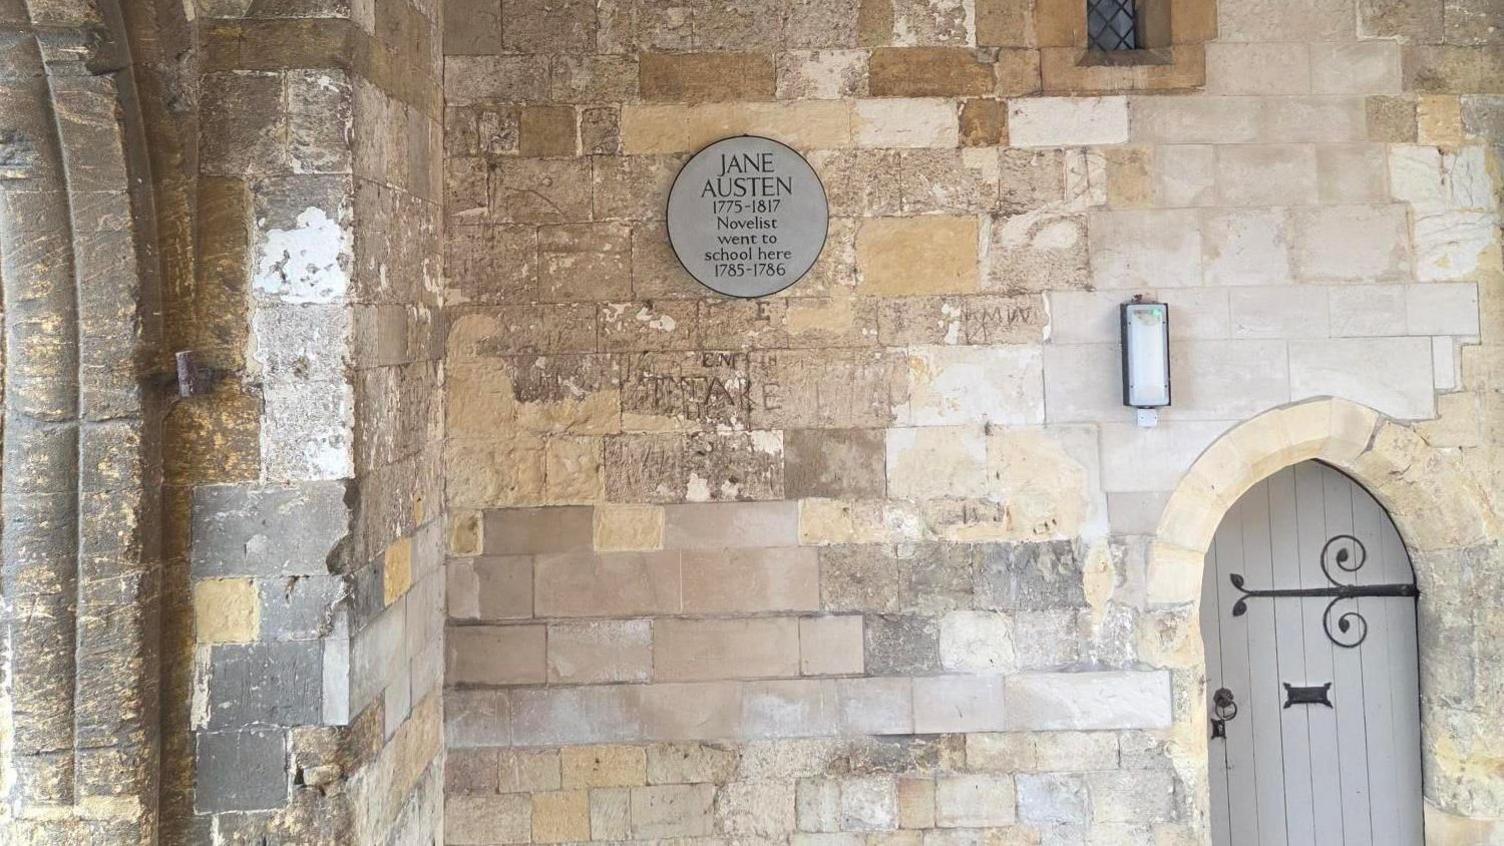 JANE
AUSTEN
1775-1817
Novelist
went to
school here
1785-1786